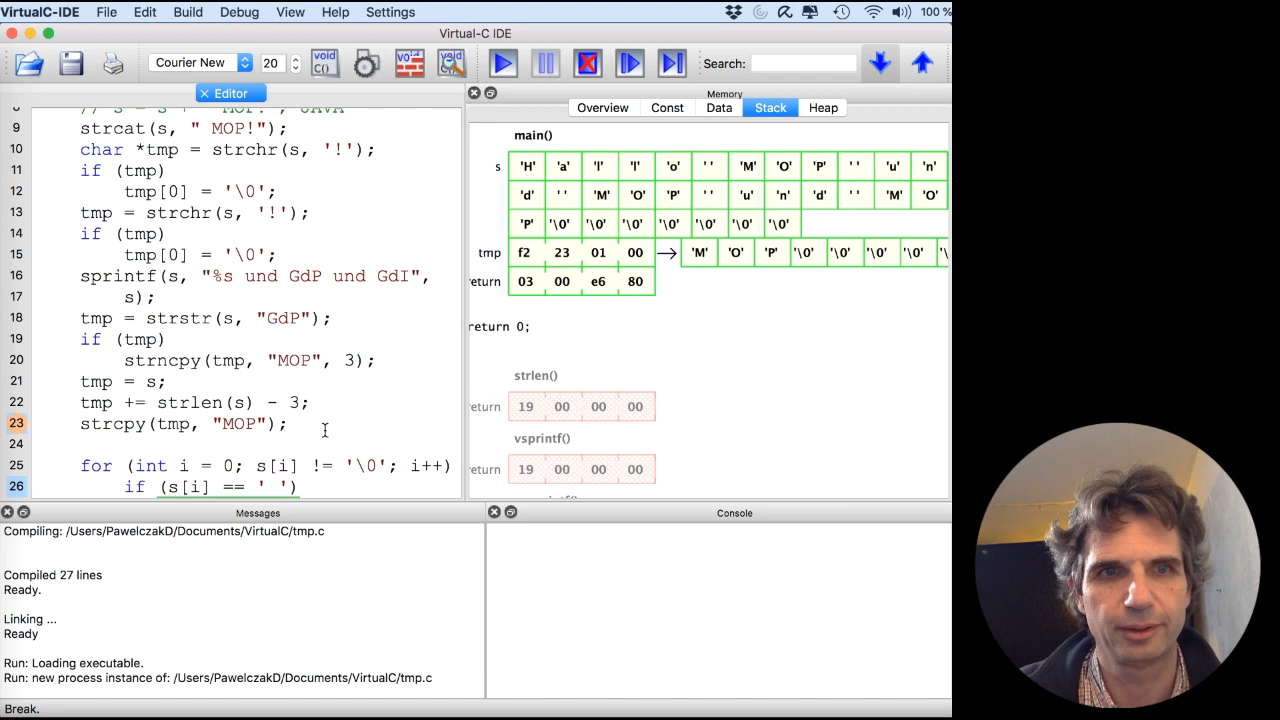 VirtualC-IDE File Edit Build Debug View Help Settings 100 %
Virtual-C IDE
Courier New 20 void C() Search:
Editor
Memory
Overview Const Data Stack Heap
9 strcat(s, " MOP!");
10 char *tmp = strchr(s, '!');
11 if (tmp)
12 tmp[0] = '\0';
13 tmp = strchr(s, '!');
14 if (tmp)
15 tmp[0] = '\0';
16 sprintf(s, "%s und GdP und GdI",
17 s);
18 tmp = strstr(s, "GdP");
19 if (tmp)
20 strncpy(tmp, "MOP", 3);
21 tmp = s;
22 tmp += strlen(s) - 3;
23 strcpy(tmp, "MOP");
24
25 for (int i = 0; s[i] != '\0'; i++)
26 if (s[i] == ' ')
main()
s 'H' 'a' 'l' 'l' 'o' ' ' 'M' 'O' 'P' ' ' 'u' 'n'
'd' ' ' 'M' 'O' 'P' ' ' 'u' 'n' 'd' ' ' 'M' 'O'
'P' '\0' '\0' '\0' '\0' '\0' '\0' '\0'
tmp f2 23 01 00 'M' 'O' 'P' '\0' '\0' '\0' '\0'
eturn 03 00 e6 80
return 0;
strlen()
eturn 19 00 00 00
vsprintf()
eturn 19 00 00 00
Messages
Compiling: /Users/PawelczakD/Documents/VirtualC/tmp.c
Compiled 27 lines
Ready.
Linking ...
Ready
Run: Loading executable.
Run: new process instance of: /Users/PawelczakD/Documents/VirtualC/tmp.c
Console
Break.